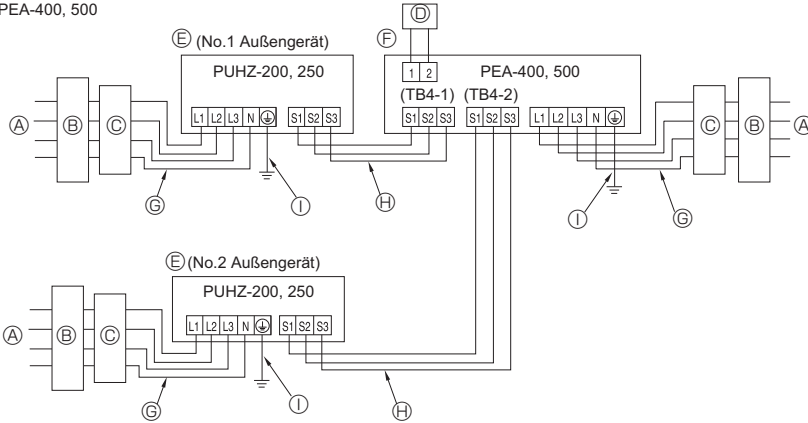 PEA-400, 500
Ⓓ
Ⓔ (No.1 Außengerät)
Ⓕ
PUHZ-200, 250
1 2
PEA-400, 500
(TB4-1) (TB4-2)
L1 L2 L3 N ⏚ S1 S2 S3
S1 S2 S3 S1 S2 S3 L1 L2 L3 N ⏚
Ⓐ Ⓑ Ⓒ
Ⓒ Ⓑ Ⓐ
Ⓖ Ⓘ Ⓗ Ⓘ Ⓖ
Ⓔ (No.2 Außengerät)
PUHZ-200, 250
L1 L2 L3 N ⏚ S1 S2 S3
Ⓐ Ⓑ Ⓒ
Ⓖ Ⓘ Ⓗ